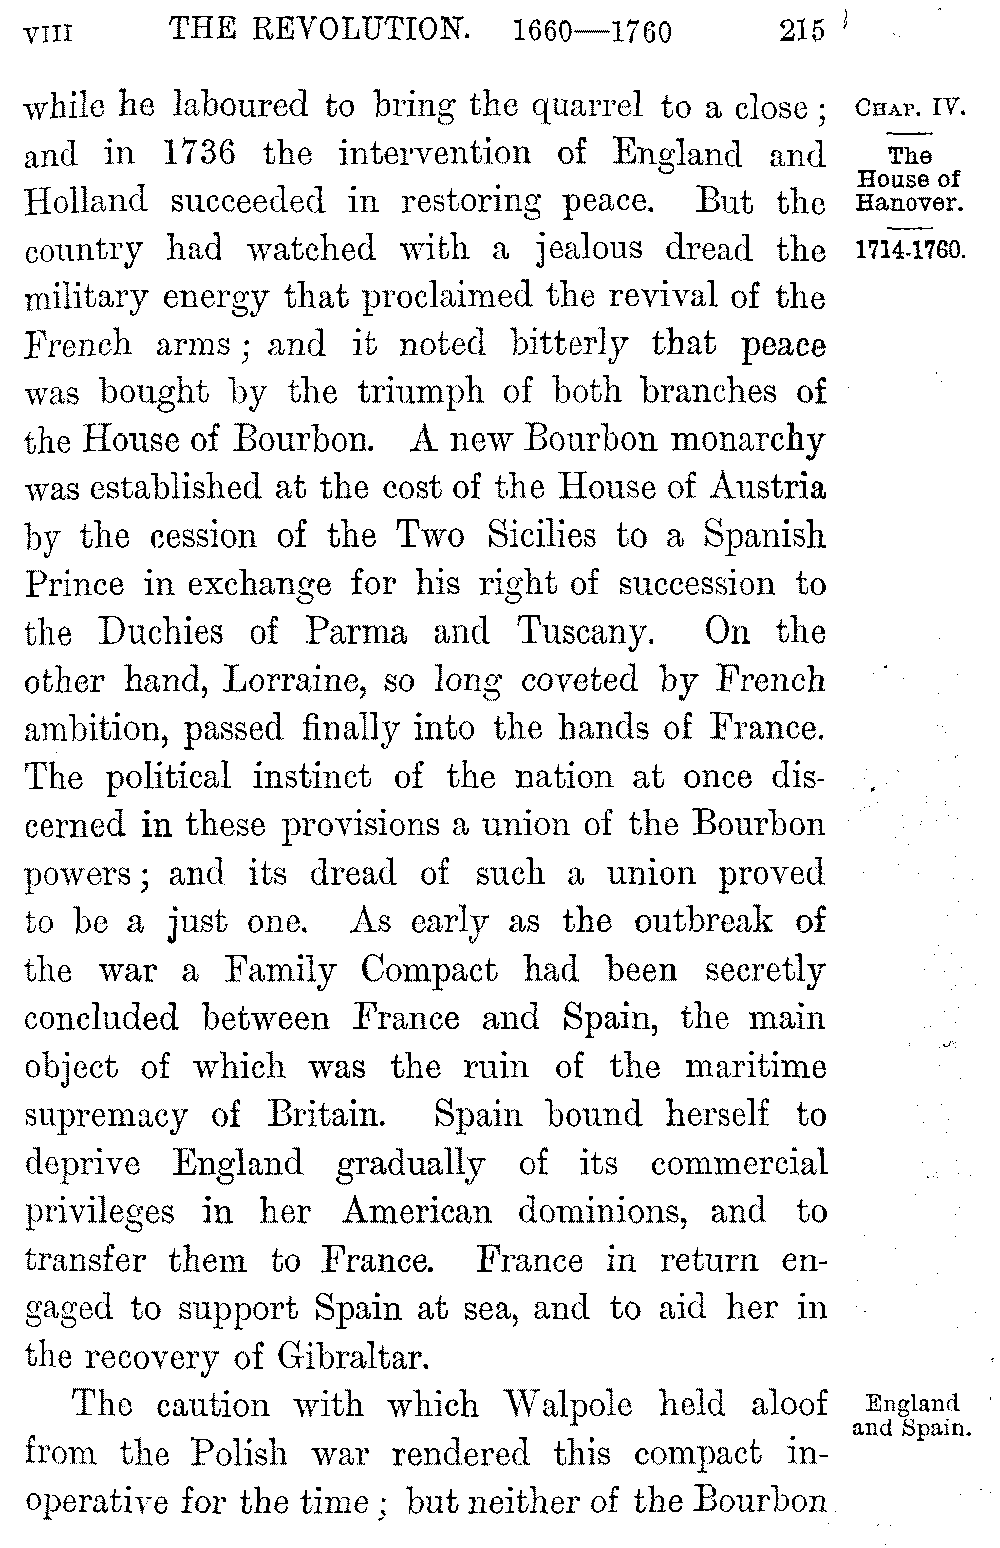 VIII THE REVOLUTION. 1660—1760 215
while he laboured to bring the quarrel to a close;
and in 1736 the intervention of England and
Holland succeeded in restoring peace. But the
country had watched with a jealous dread the
military energy that proclaimed the revival of the
French arms; and it noted bitterly that peace
was bought by the triumph of both branches of
the House of Bourbon. A new Bourbon monarchy
was established at the cost of the House of Austria
by the cession of the Two Sicilies to a Spanish
Prince in exchange for his right of succession to
the Duchies of Parma and Tuscany. On the
other hand, Lorraine, so long coveted by French
ambition, passed finally into the hands of France.
The political instinct of the nation at once dis-
cerned in these provisions a union of the Bourbon
powers; and its dread of such a union proved
to be a just one. As early as the outbreak of
the war a Family Compact had been secretly
concluded between France and Spain, the main
object of which was the ruin of the maritime
supremacy of Britain. Spain bound herself to
deprive England gradually of its commercial
privileges in her American dominions, and to
transfer them to France. France in return en-
gaged to support Spain at sea, and to aid her in
the recovery of Gibraltar.
The caution with which Walpole held aloof
from the Polish war rendered this compact in-
operative for the time; but neither of the Bourbon
CHAP. IV.
The
House of
Hanover.
1714-1760.
England
and Spain.